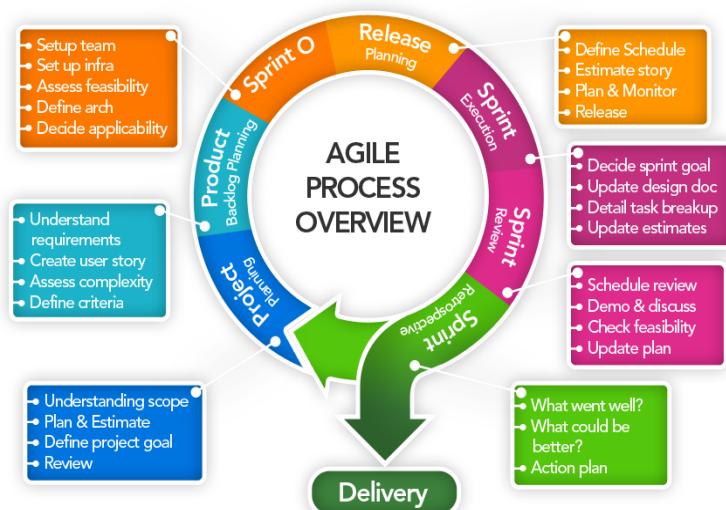 Setup team
Set up infra
Assess feasibility
Define arch
Decide applicability
Sprint O
Release
Planning
Define Schedule
Estimate story
Plan & Monitor
Release
Sprint
Execution
Decide sprint goal
Update design doc
Detail task breakup
Update estimates
Sprint
Review
Schedule review
Demo & discuss
Check feasibility
Update plan
Sprint
Retrospective
What went well?
What could be
better?
Action plan
Product
Backlog Planning
Understand
requirements
Create user story
Assess complexity
Define criteria
Project
Planning
Understanding scope
Plan & Estimate
Define project goal
Review
AGILE
PROCESS
OVERVIEW
Delivery